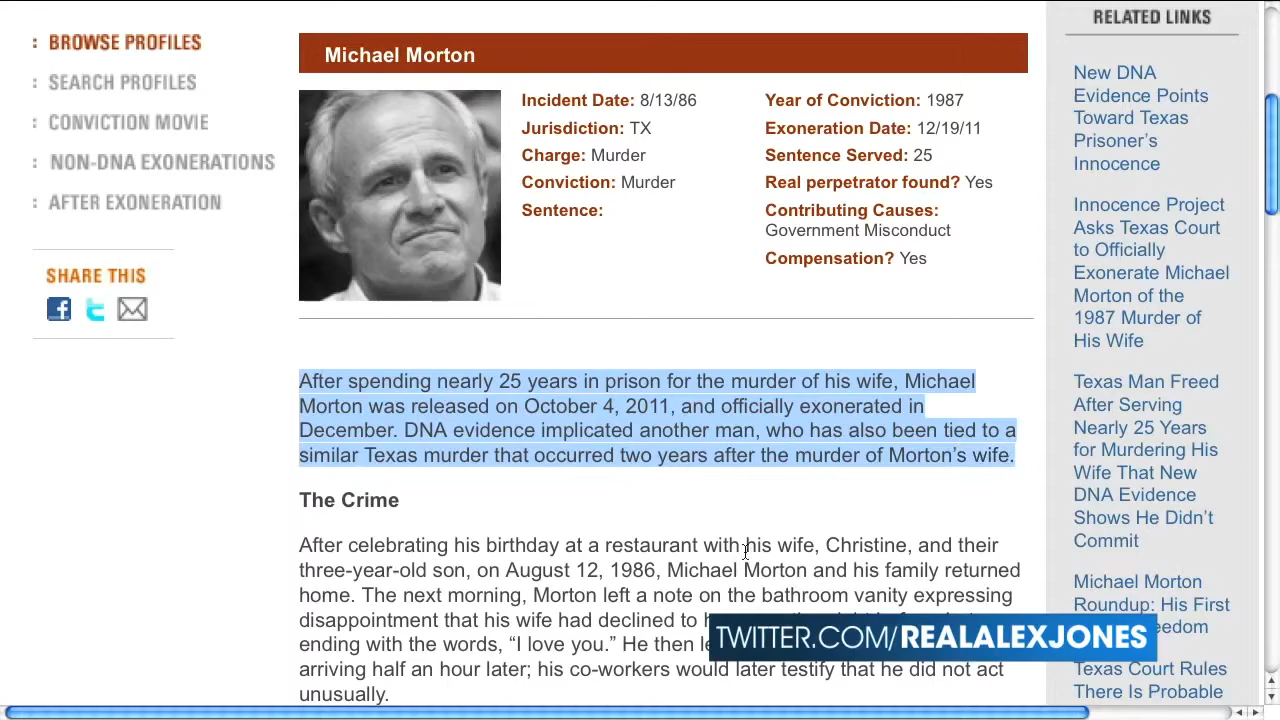 : BROWSE PROFILES
: SEARCH PROFILES
: CONVICTION MOVIE
: NON-DNA EXONERATIONS
: AFTER EXONERATION
SHARE THIS
Michael Morton
Incident Date: 8/13/86
Jurisdiction: TX
Charge: Murder
Conviction: Murder
Sentence:
Year of Conviction: 1987
Exoneration Date: 12/19/11
Sentence Served: 25
Real perpetrator found? Yes
Contributing Causes:
Government Misconduct
Compensation? Yes
After spending nearly 25 years in prison for the murder of his wife, Michael
Morton was released on October 4, 2011, and officially exonerated in
December. DNA evidence implicated another man, who has also been tied to a
similar Texas murder that occurred two years after the murder of Morton’s wife.
The Crime
After celebrating his birthday at a restaurant with his wife, Christine, and their
three-year-old son, on August 12, 1986, Michael Morton and his family returned
home. The next morning, Morton left a note on the bathroom vanity expressing
disappointment that his wife had declined to
ending with the words, “I love you.” He then
arriving half an hour later; his co-workers would later testify that he did not act
unusually.
RELATED LINKS
New DNA
Evidence Points
Toward Texas
Prisoner’s
Innocence
Innocence Project
Asks Texas Court
to Officially
Exonerate Michael
Morton of the
1987 Murder of
His Wife
Texas Man Freed
After Serving
Nearly 25 Years
for Murdering His
Wife That New
DNA Evidence
Shows He Didn’t
Commit
Michael Morton
Roundup: His First
Texas Court Rules
There Is Probable
TWITTER.COM/REALALEXJONES